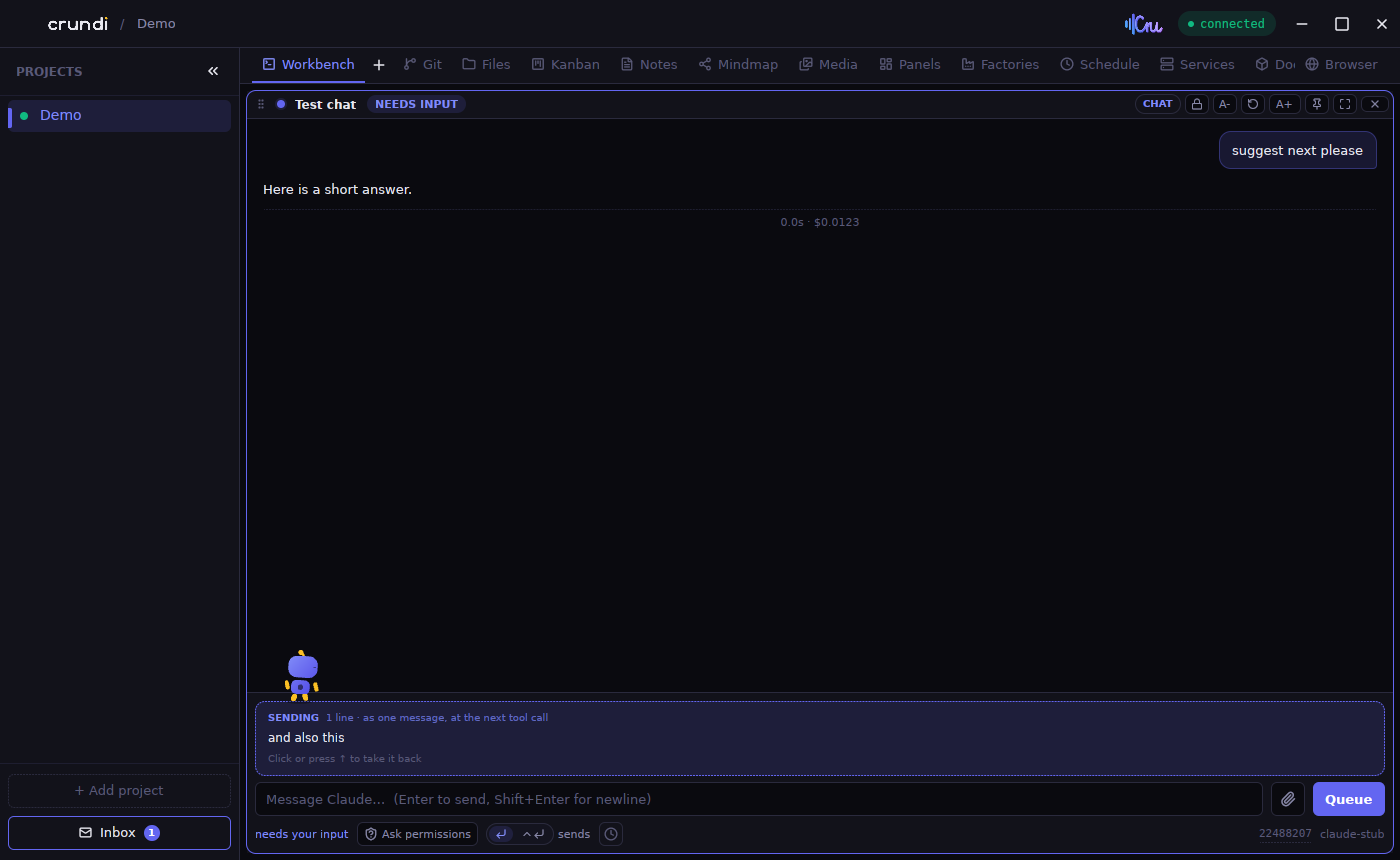 crundi / Demo
Cru
connected
PROJECTS
Workbench
Git
Files
Kanban
Notes
Mindmap
Media
Panels
Factories
Schedule
Services
Browser
Demo
Test chat
NEEDS INPUT
CHAT
A-
A+
suggest next please
Here is a short answer.
0.0s · $0.0123
SENDING 1 line · as one message, at the next tool call
and also this
Click or press ↑ to take it back
+ Add project
Message Claude... (Enter to send, Shift+Enter for newline)
Queue
Inbox 1
needs your input
Ask permissions
sends
22488207
claude-stub